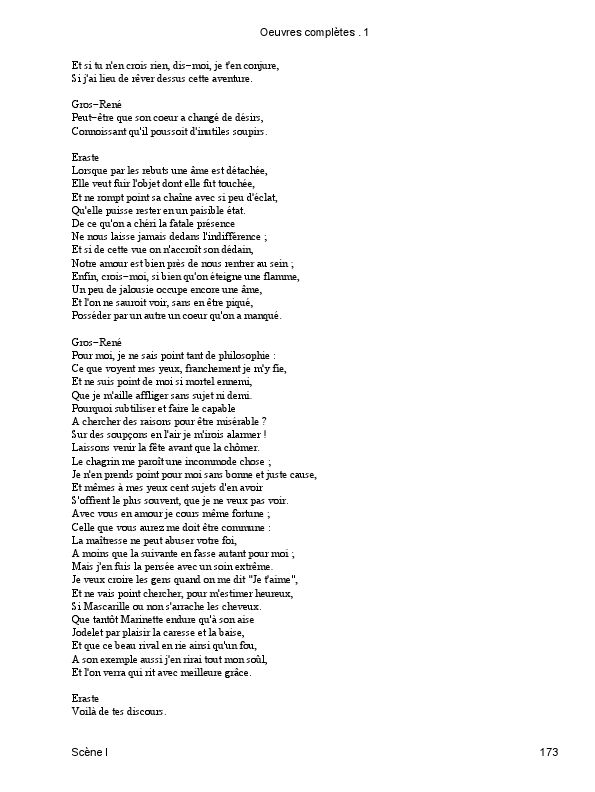 Oeuvres complètes . 1
Et si tu n'en crois rien, dis−moi, je t'en conjure,
Si j'ai lieu de rêver dessus cette aventure.
Gros−René
Peut−être que son coeur a changé de désirs,
Connoissant qu'il poussoit d'inutiles soupirs.
Eraste
Lorsque par les rebuts une âme est détachée,
Elle veut fuir l'objet dont elle fut touchée,
Et ne rompt point sa chaîne avec si peu d'éclat,
Qu'elle puisse rester en un paisible état.
De ce qu'on a chéri la fatale présence
Ne nous laisse jamais dedans l'indifférence ;
Et si de cette vue on n'accroît son dédain,
Notre amour est bien près de nous rentrer au sein ;
Enfin, crois−moi, si bien qu'on éteigne une flamme,
Un peu de jalousie occupe encore une âme,
Et l'on ne sauroit voir, sans en être piqué,
Posséder par un autre un coeur qu'on a manqué.
Gros−René
Pour moi, je ne sais point tant de philosophie :
Ce que voyent mes yeux, franchement je m'y fie,
Et ne suis point de moi si mortel ennemi,
Que je m'aille affliger sans sujet ni demi.
Pourquoi subtiliser et faire le capable
A chercher des raisons pour être misérable ?
Sur des soupçons en l'air je m'irois alarmer !
Laissons venir la fête avant que la chômer.
Le chagrin me paroît une incommode chose ;
Je n'en prends point pour moi sans bonne et juste cause,
Et mêmes à mes yeux cent sujets d'en avoir
S'offrent le plus souvent, que je ne veux pas voir.
Avec vous en amour je cours même fortune ;
Celle que vous aurez me doit être commune :
La maîtresse ne peut abuser votre foi,
A moins que la suivante en fasse autant pour moi ;
Mais j'en fuis la pensée avec un soin extrême.
Je veux croire les gens quand on me dit "Je t'aime",
Et ne vais point chercher, pour m'estimer heureux,
Si Mascarille ou non s'arrache les cheveux.
Que tantôt Marinette endure qu'à son aise
Jodelet par plaisir la caresse et la baise,
Et que ce beau rival en rie ainsi qu'un fou,
A son exemple aussi j'en rirai tout mon soûl,
Et l'on verra qui rit avec meilleure grâce.
Eraste
Voilà de tes discours.
Scène I
173